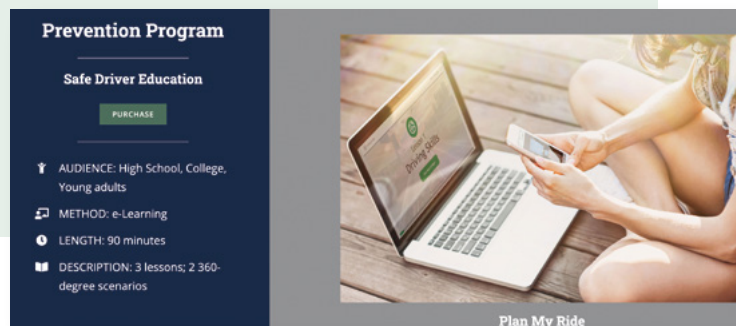 Prevention Program
Safe Driver Education
PURCHASE
AUDIENCE: High School, College,
Young adults
METHOD: e-Learning
LENGTH: 90 minutes
DESCRIPTION: 3 lessons; 2 360-
degree scenarios
Driving Skills
Plan My Ride